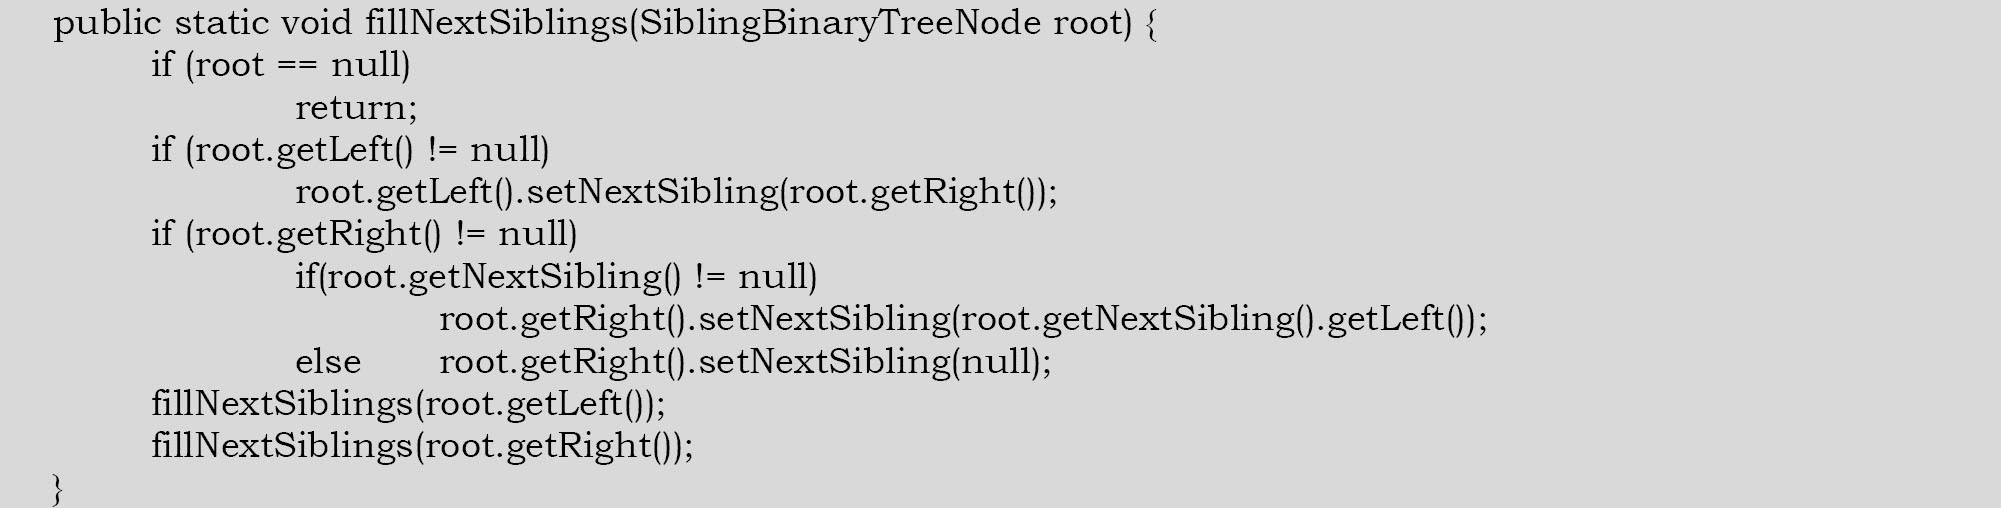 public static void fillNextSiblings(SiblingBinaryTreeNode root) {
if (root == null)
return;
if (root.getLeft() != null)
root.getLeft().setNextSibling(root.getRight());
if (root.getRight() != null)
if(root.getNextSibling() != null)
root.getRight().setNextSibling(root.getNextSibling().getLeft());
else root.getRight().setNextSibling(null);
fillNextSiblings(root.getLeft());
fillNextSiblings(root.getRight());
}